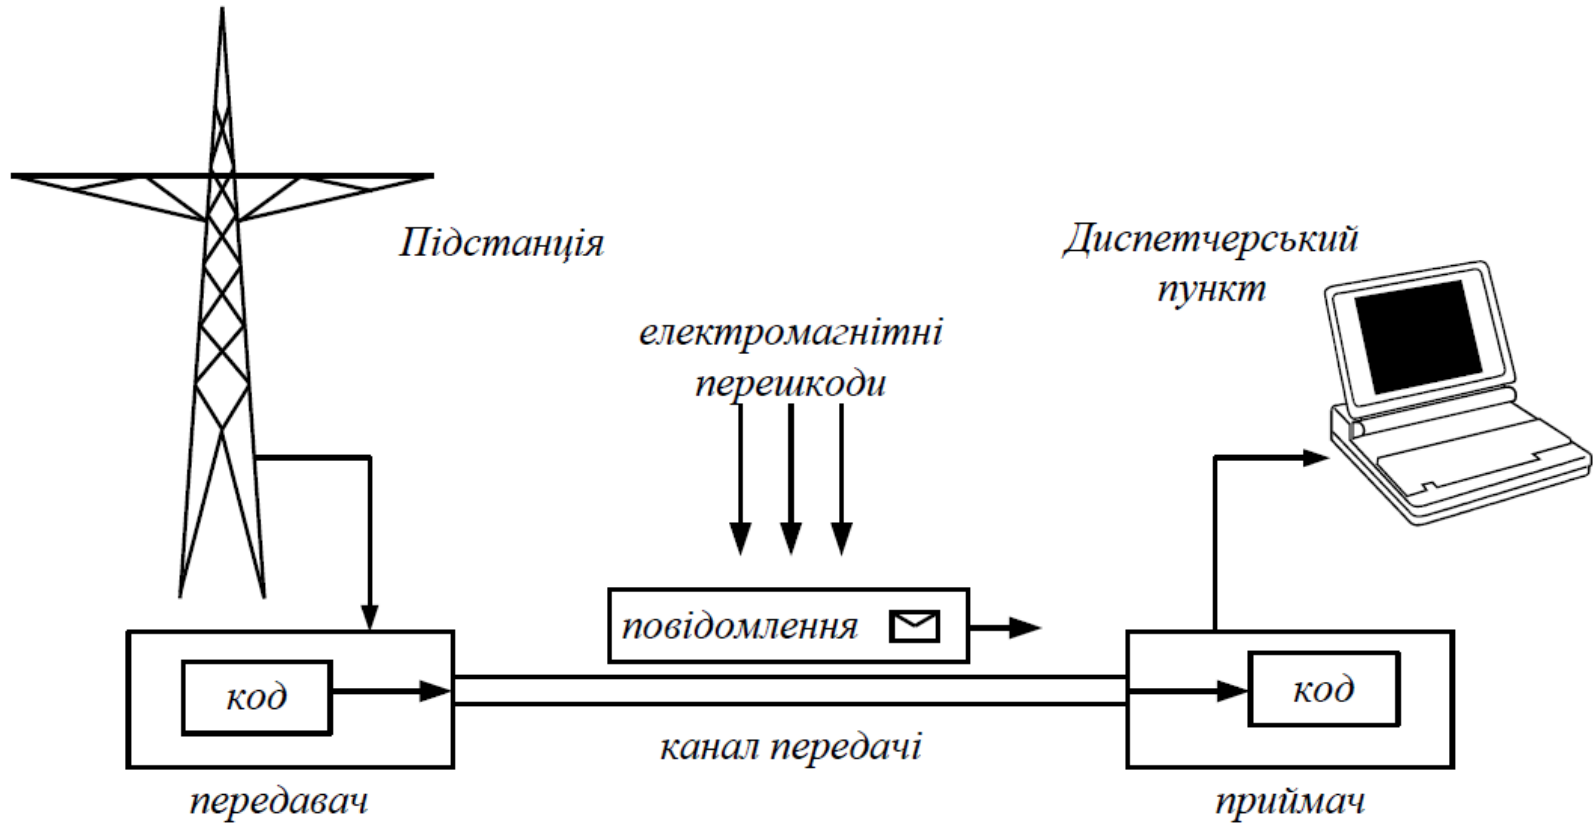 Підстанція
Диспетчерський
пункт
електромагнітні
перешкоди
повідомлення
код
код
канал передачі
передавач
приймач